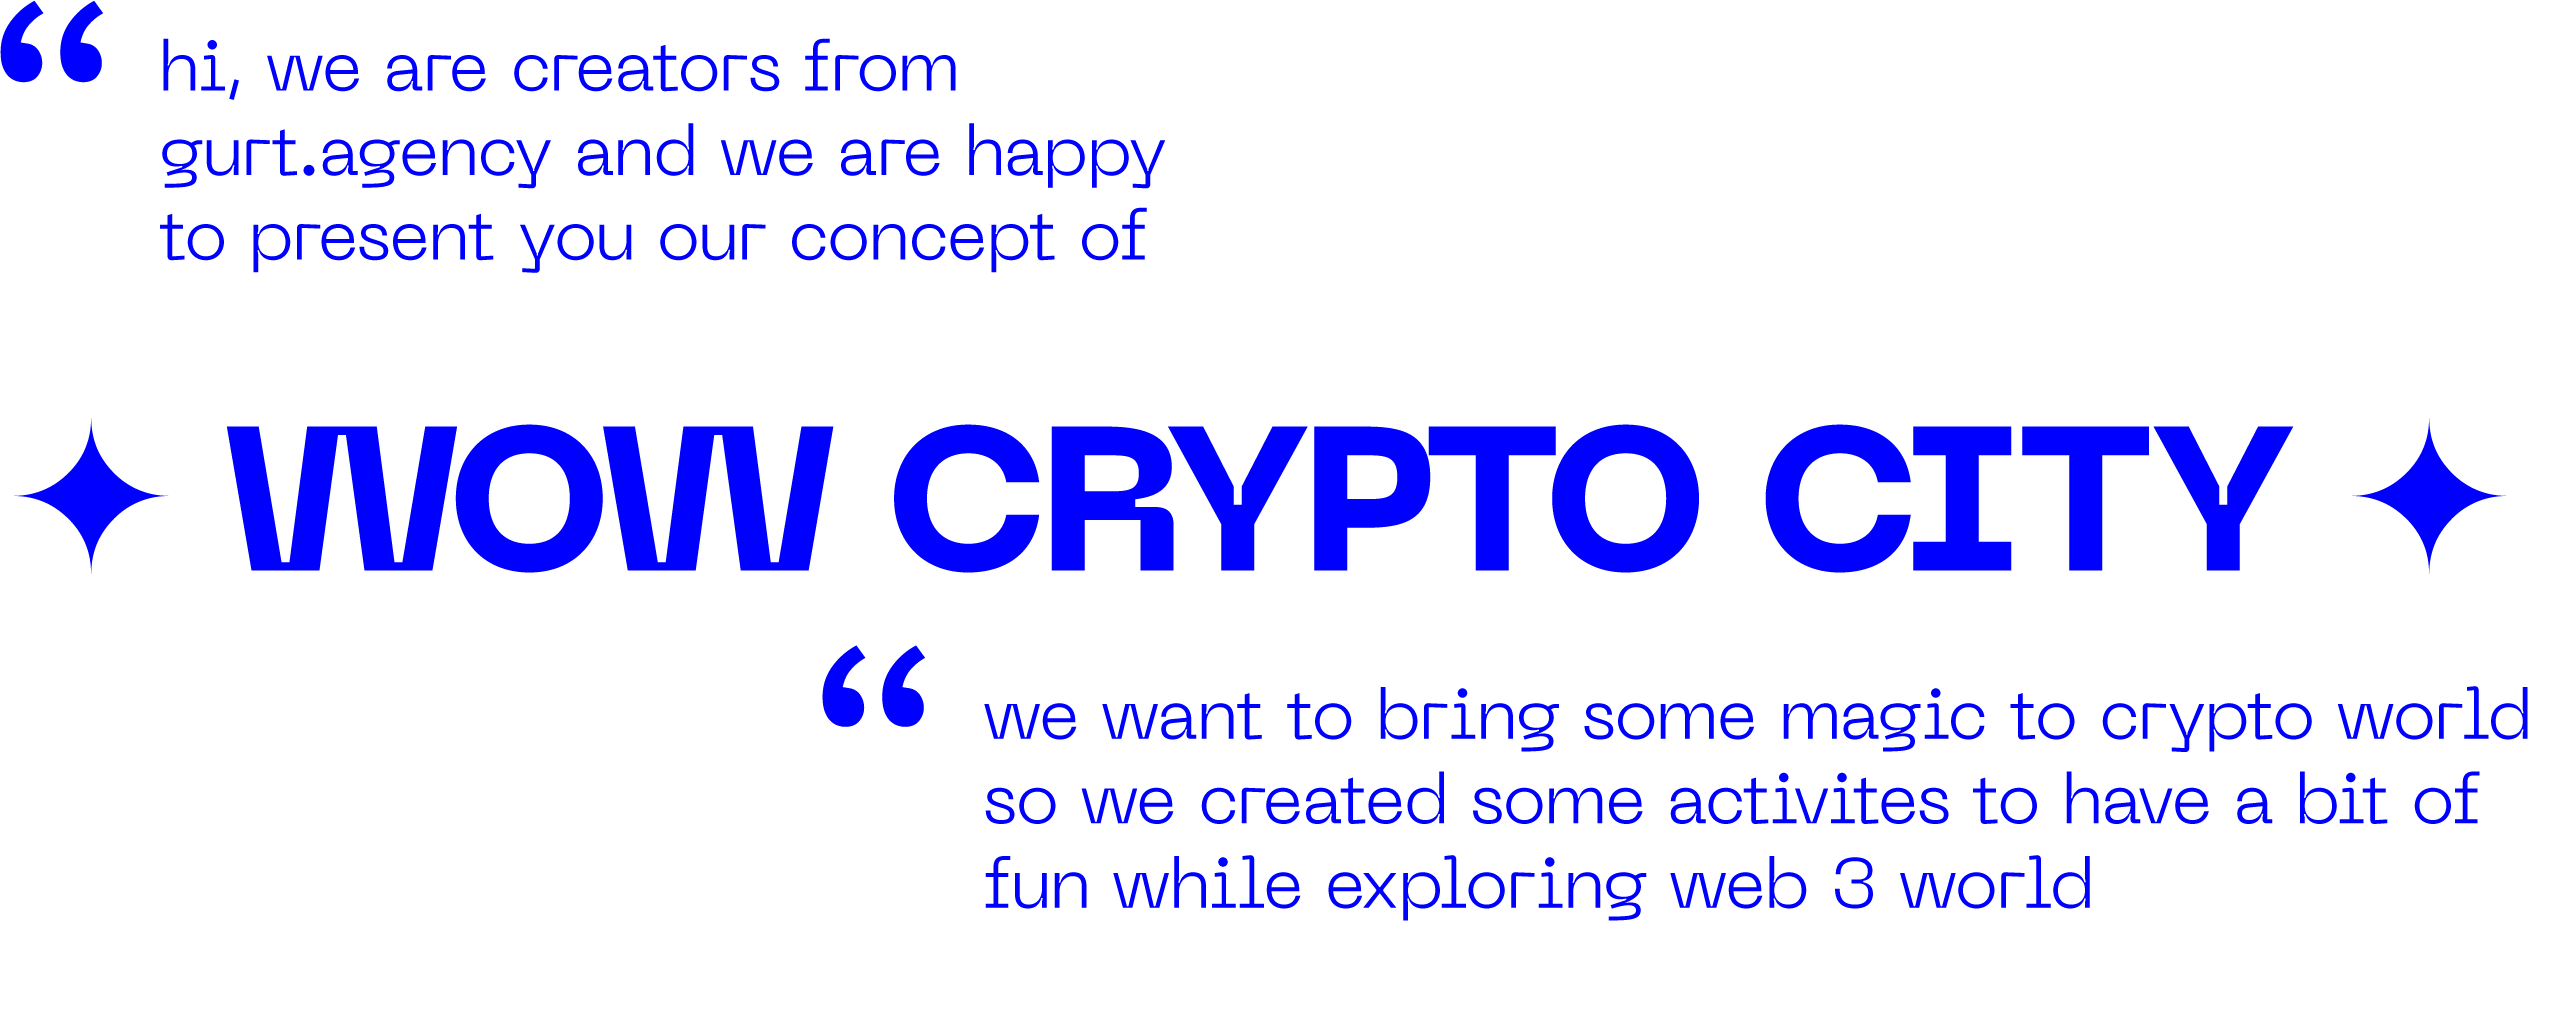 “ hi, we are creators from
gurt.agency and we are happy
to present you our concept of
✦ WOW CRYPTO CITY ✦
“ we want to bring some magic to crypto world
so we created some activites to have a bit of
fun while exploring web 3 world